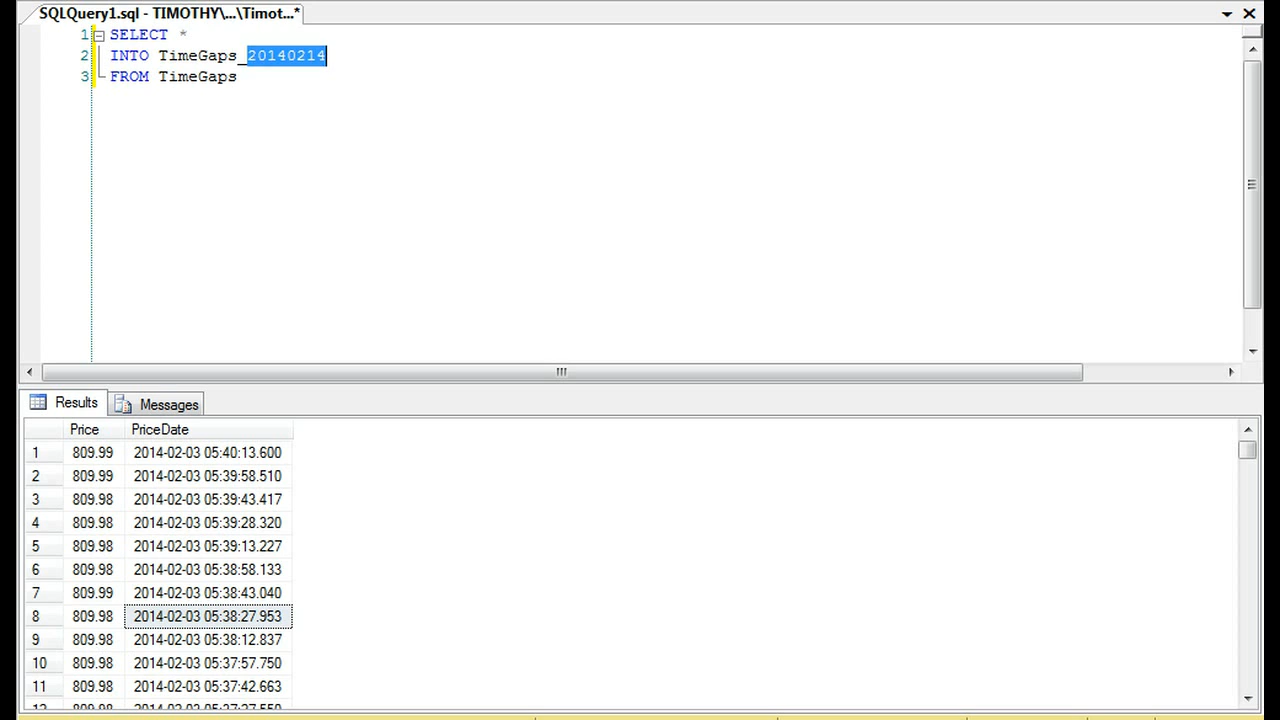 SQLQuery1.sql - TIMOTHY\...\Timot...*
1 SELECT *
2 INTO TimeGaps_20140214
3 FROM TimeGaps
Results Messages
Price PriceDate
1 809.99 2014-02-03 05:40:13.600
2 809.99 2014-02-03 05:39:58.510
3 809.98 2014-02-03 05:39:43.417
4 809.98 2014-02-03 05:39:28.320
5 809.98 2014-02-03 05:39:13.227
6 809.98 2014-02-03 05:38:58.133
7 809.99 2014-02-03 05:38:43.040
8 809.98 2014-02-03 05:38:27.953
9 809.98 2014-02-03 05:38:12.837
10 809.98 2014-02-03 05:37:57.750
11 809.98 2014-02-03 05:37:42.663